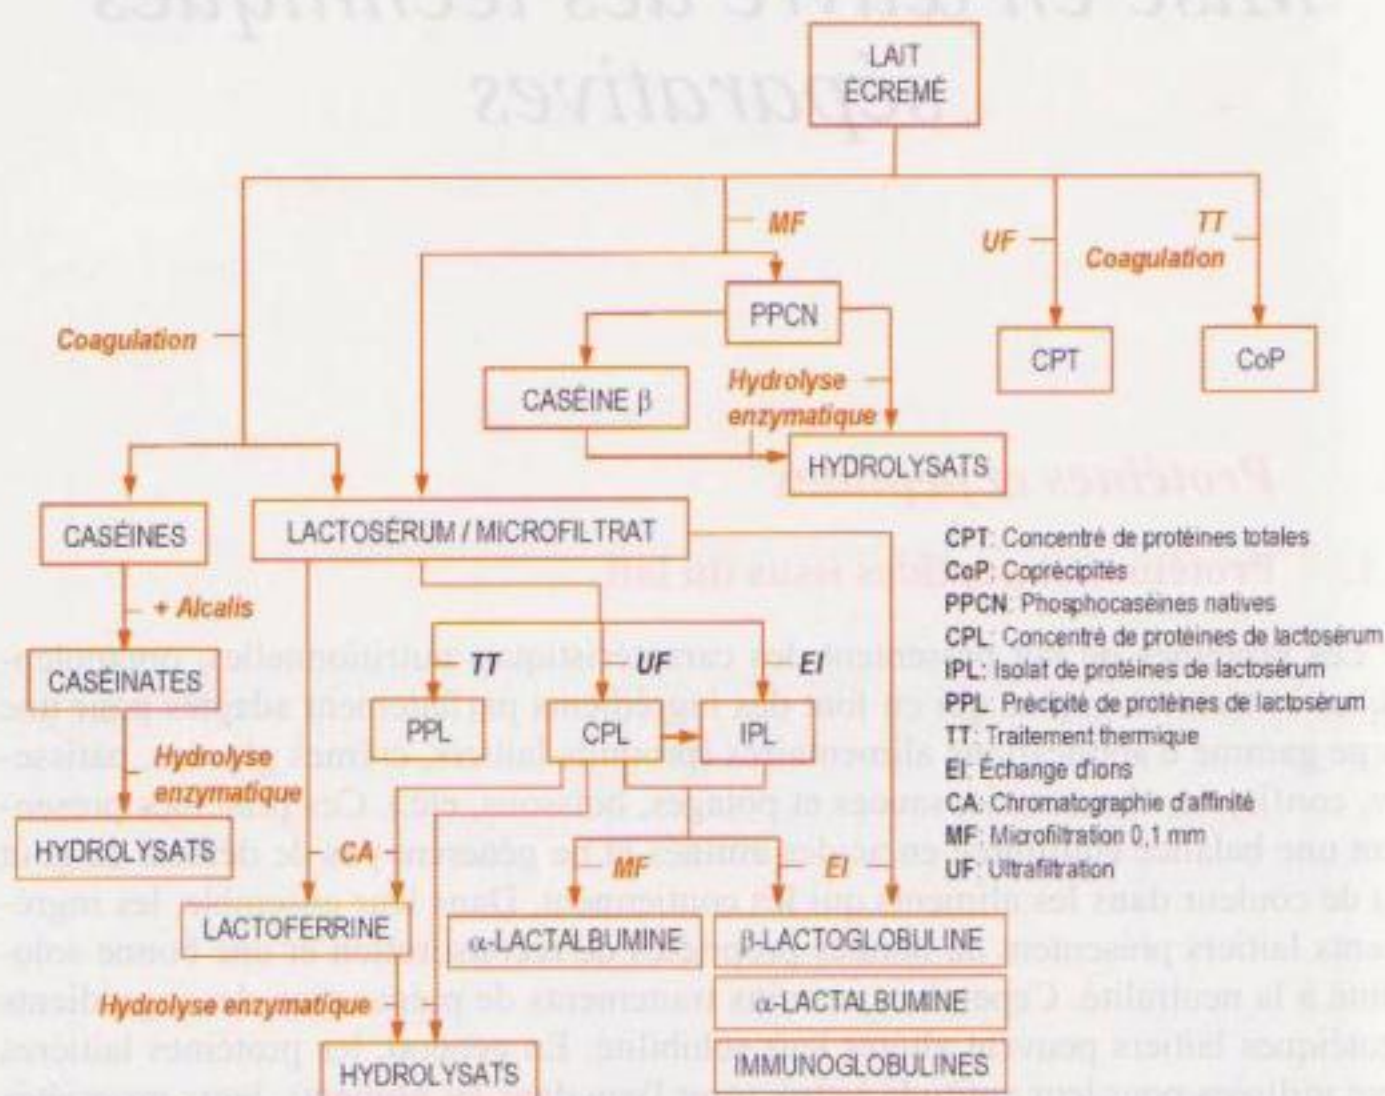 LAIT
ÉCREMÉ
MF
UF
TT
Coagulation
Coagulation
PPCN
CPT
CoP
CASÉINE β
Hydrolyse
enzymatique
HYDROLYSATS
CASÉINES
LACTOSÉRUM / MICROFILTRAT
CPT: Concentré de protéines totales
CoP: Coprécipités
PPCN: Phosphocaséines natives
CPL: Concentré de protéines de lactosérum
IPL: Isolat de protéines de lactosérum
PPL: Précipité de protéines de lactosérum
TT: Traitement thermique
EI: Échange d'ions
CA: Chromatographie d'affinité
MF: Microfiltration 0,1 mm
UF: Ultrafiltration
+ Alcalis
CASÉINATES
TT
UF
EI
PPL
CPL
IPL
Hydrolyse
enzymatique
HYDROLYSATS
CA
MF
EI
LACTOFERRINE
α-LACTALBUMINE
β-LACTOGLOBULINE
α-LACTALBUMINE
IMMUNOGLOBULINES
Hydrolyse enzymatique
HYDROLYSATS